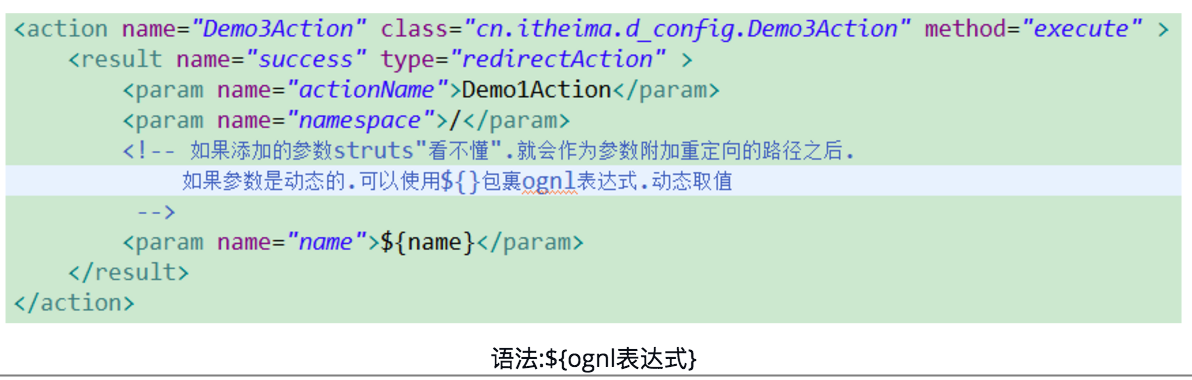 <action name="Demo3Action" class="cn.itheima.d_config.Demo3Action" method="execute" >
<result name="success" type="redirectAction" >
<param name="actionName">Demo1Action</param>
<param name="namespace">/</param>
<!-- 如果添加的参数struts"看不懂".就会作为参数附加重定向的路径之后.
如果参数是动态的.可以使用${}包裹ognl表达式.动态取值
-->
<param name="name">${name}</param>
</result>
</action>
语法:${ognl表达式}